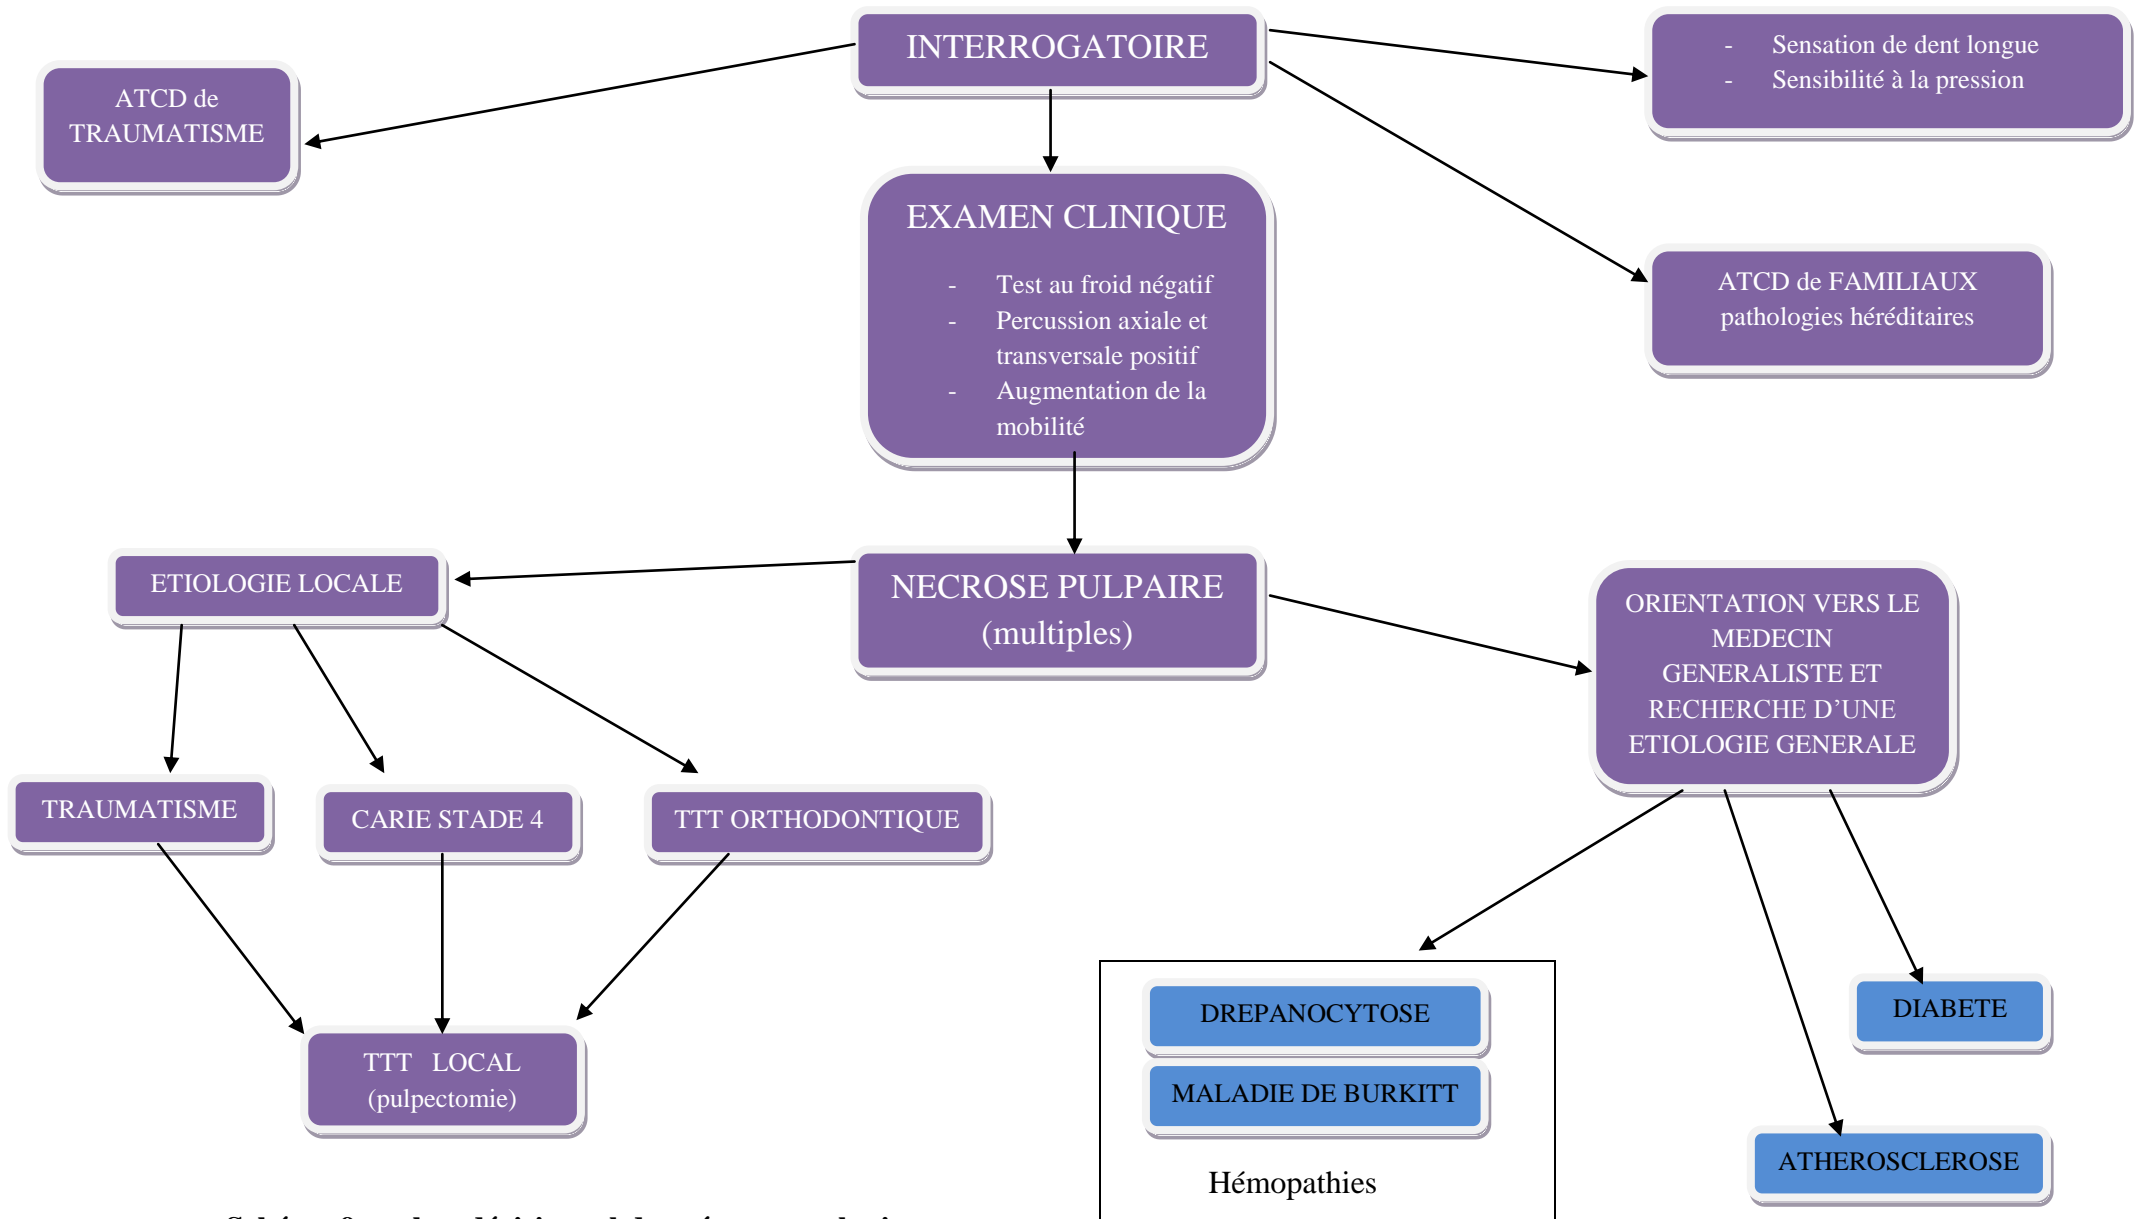 INTERROGATOIRE
- Sensation de dent longue
- Sensibilité à la pression
ATCD de
TRAUMATISME
EXAMEN CLINIQUE
- Test au froid négatif
- Percussion axiale et
transversale positif
- Augmentation de la
mobilité
ATCD de FAMILIAUX
pathologies héréditaires
ETIOLOGIE LOCALE
NECROSE PULPAIRE
(multiples)
ORIENTATION VERS LE
MEDECIN
GENERALISTE ET
RECHERCHE D’UNE
ETIOLOGIE GENERALE
TRAUMATISME
CARIE STADE 4
TTT ORTHODONTIQUE
TTT LOCAL
(pulpectomie)
DREPANOCYTOSE
MALADIE DE BURKITT
Hémopathies
DIABETE
ATHEROSCLEROSE